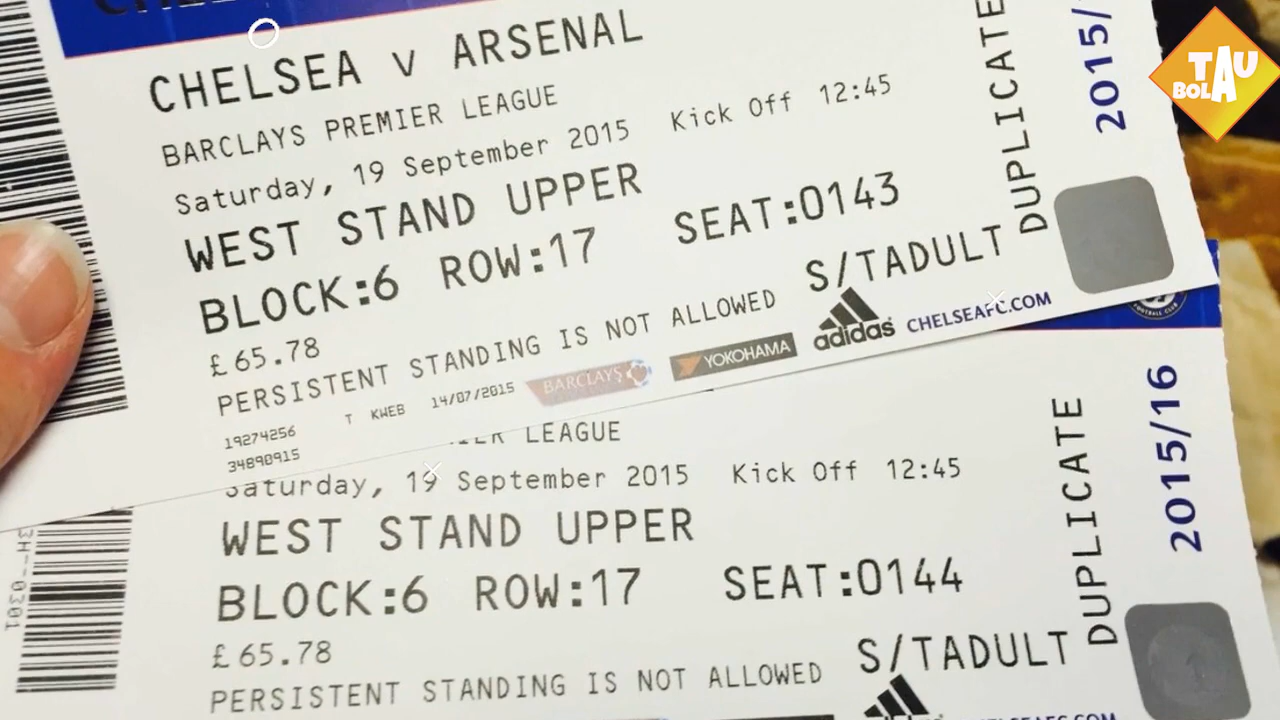 CHELSEA v ARSENAL
BARCLAYS PREMIER LEAGUE
Saturday, 19 September 2015 Kick Off 12:45
WEST STAND UPPER
BLOCK:6 ROW:17 SEAT:0143
£65.78 S/TADULT
PERSISTENT STANDING IS NOT ALLOWED
19274256 T KWEB 14/07/2015
34890915
BARCLAYS
YOKOHAMA
adidas
CHELSEAFC.COM
DUPLICATE
2015/
TAU
BOLA
LEAGUE
Saturday, 19 September 2015 Kick Off 12:45
WEST STAND UPPER
BLOCK:6 ROW:17 SEAT:0144
£65.78 S/TADULT
PERSISTENT STANDING IS NOT ALLOWED
DUPLICATE
2015/16